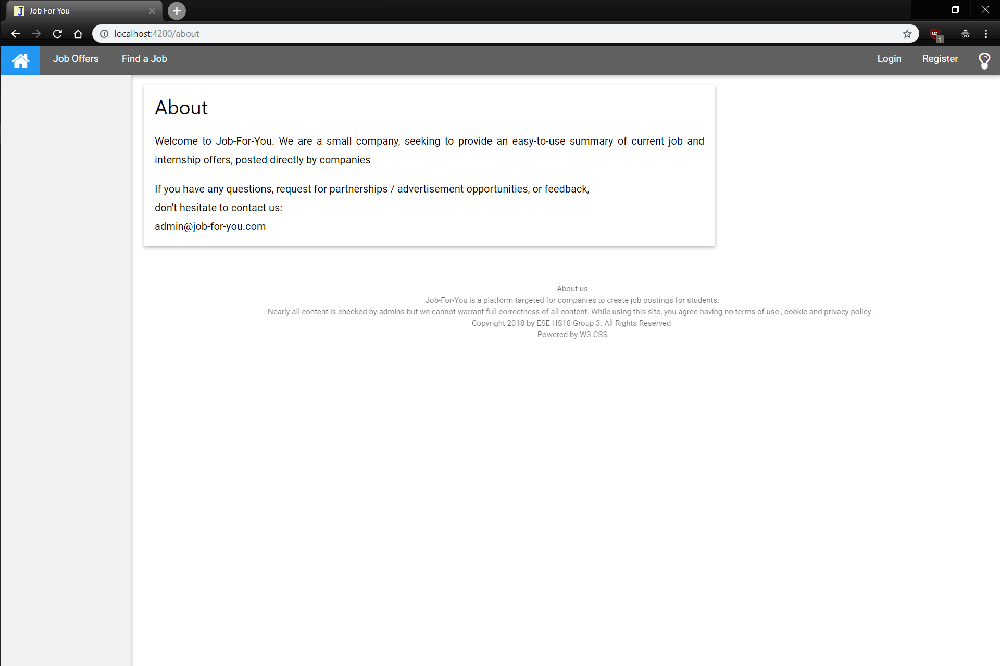 Job For You
localhost:4200/about
1
Job Offers Find a Job Login Register
About
Welcome to Job-For-You. We are a small company, seeking to provide an easy-to-use summary of current job and
internship offers, posted directly by companies
If you have any questions, request for partnerships / advertisement opportunities, or feedback,
don't hesitate to contact us:
admin@job-for-you.com
About us
Job-For-You is a platform targeted for companies to create job postings for students.
Nearly all content is checked by admins but we cannot warrant full correctness of all content. While using this site, you agree having no terms of use , cookie and privacy policy .
Copyright 2018 by ESE HS18 Group 3. All Rights Reserved
Powered by W3.CSS